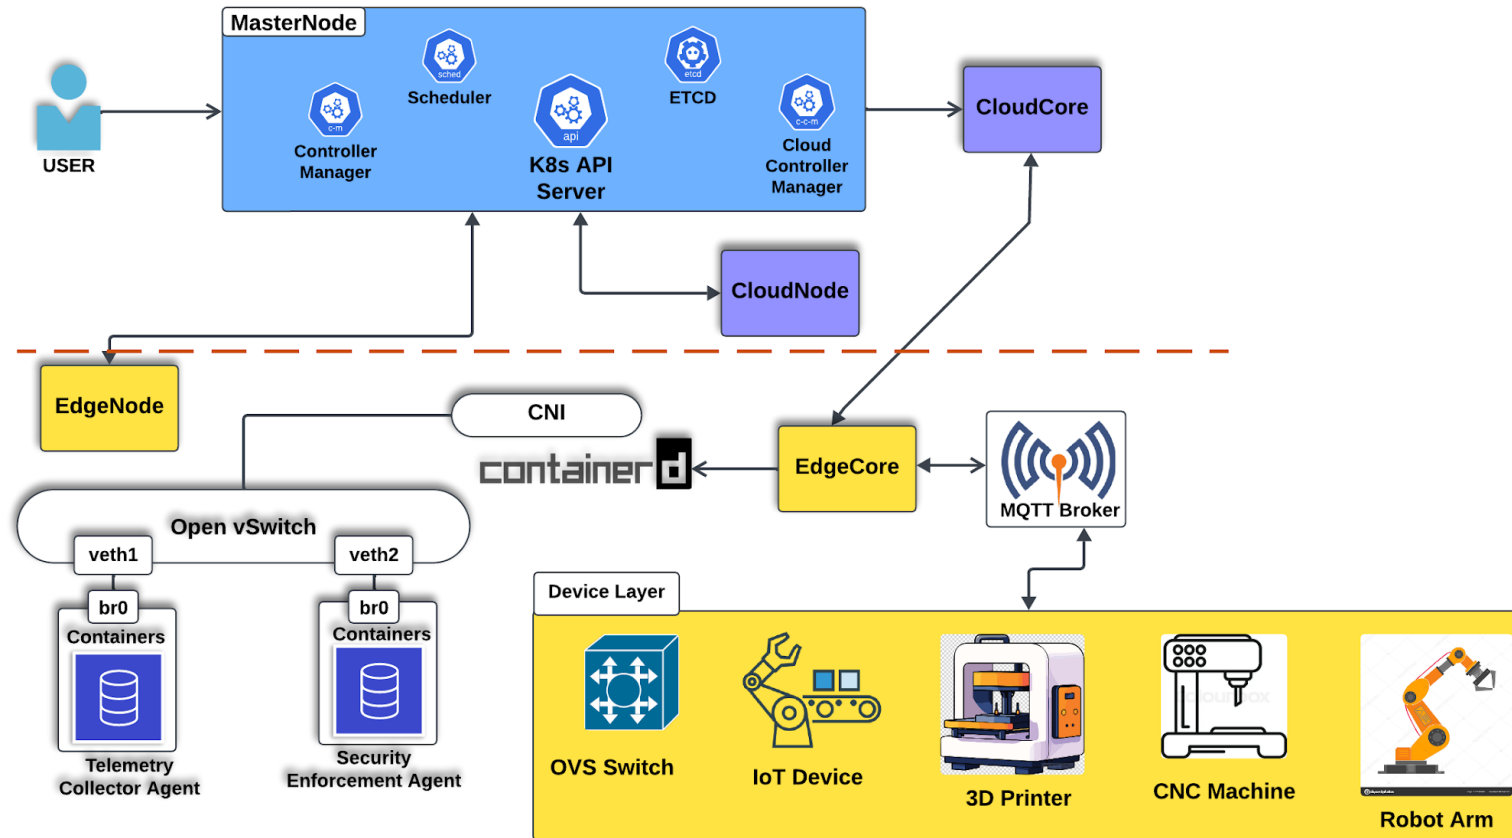 MasterNode
sched
Scheduler
etcd
ETCD
c-m
Controller
Manager
api
K8s API
Server
c-c-m
Cloud
Controller
Manager
CloudCore
USER
CloudNode
EdgeNode
CNI
containerd
EdgeCore
MQTT Broker
Open vSwitch
veth1
veth2
br0
br0
Containers
Containers
Telemetry
Collector Agent
Security
Enforcement Agent
Device Layer
OVS Switch
IoT Device
3D Printer
CNC Machine
Robot Arm